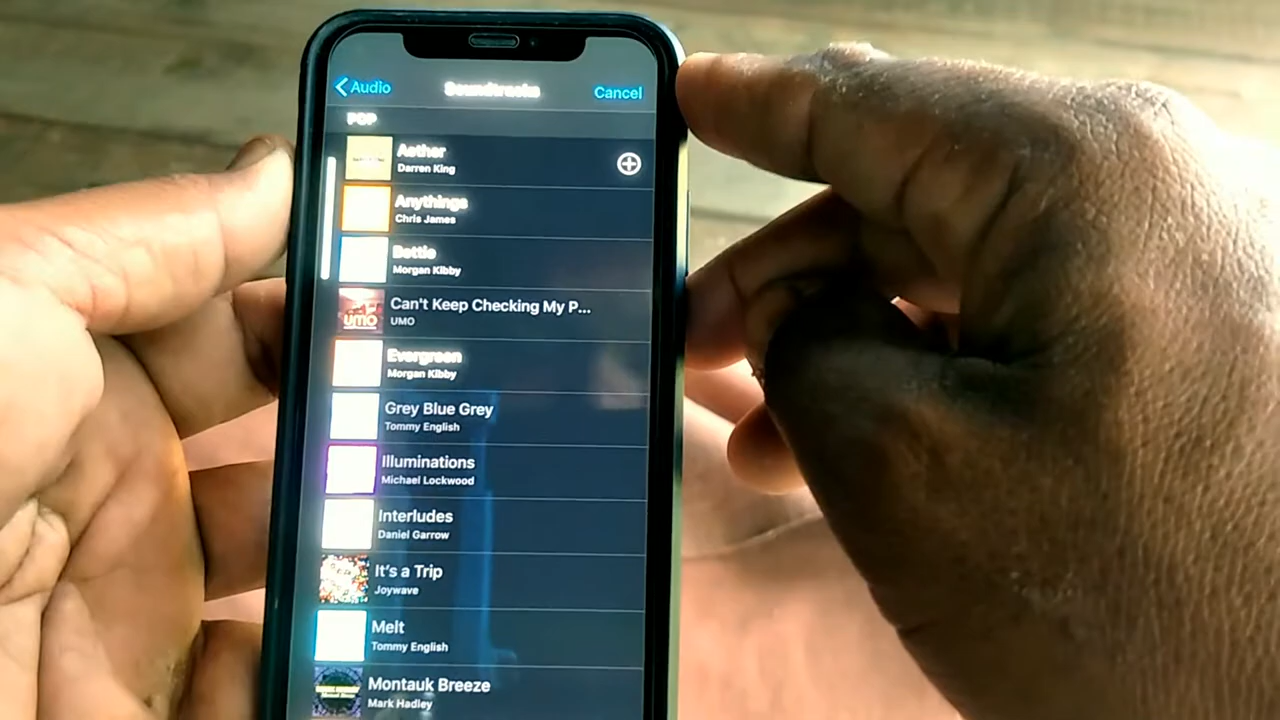 Audio
Soundtracks
Cancel
POP
Aether
Darren King
Anythings
Chris James
Bottie
Morgan Kibby
Can't Keep Checking My P...
UMO
UMO
Evergreen
Morgan Kibby
Grey Blue Grey
Tommy English
Illuminations
Michael Lockwood
Interludes
Daniel Garrow
It's a Trip
Joywave
Melt
Tommy English
Montauk Breeze
Mark Hadley